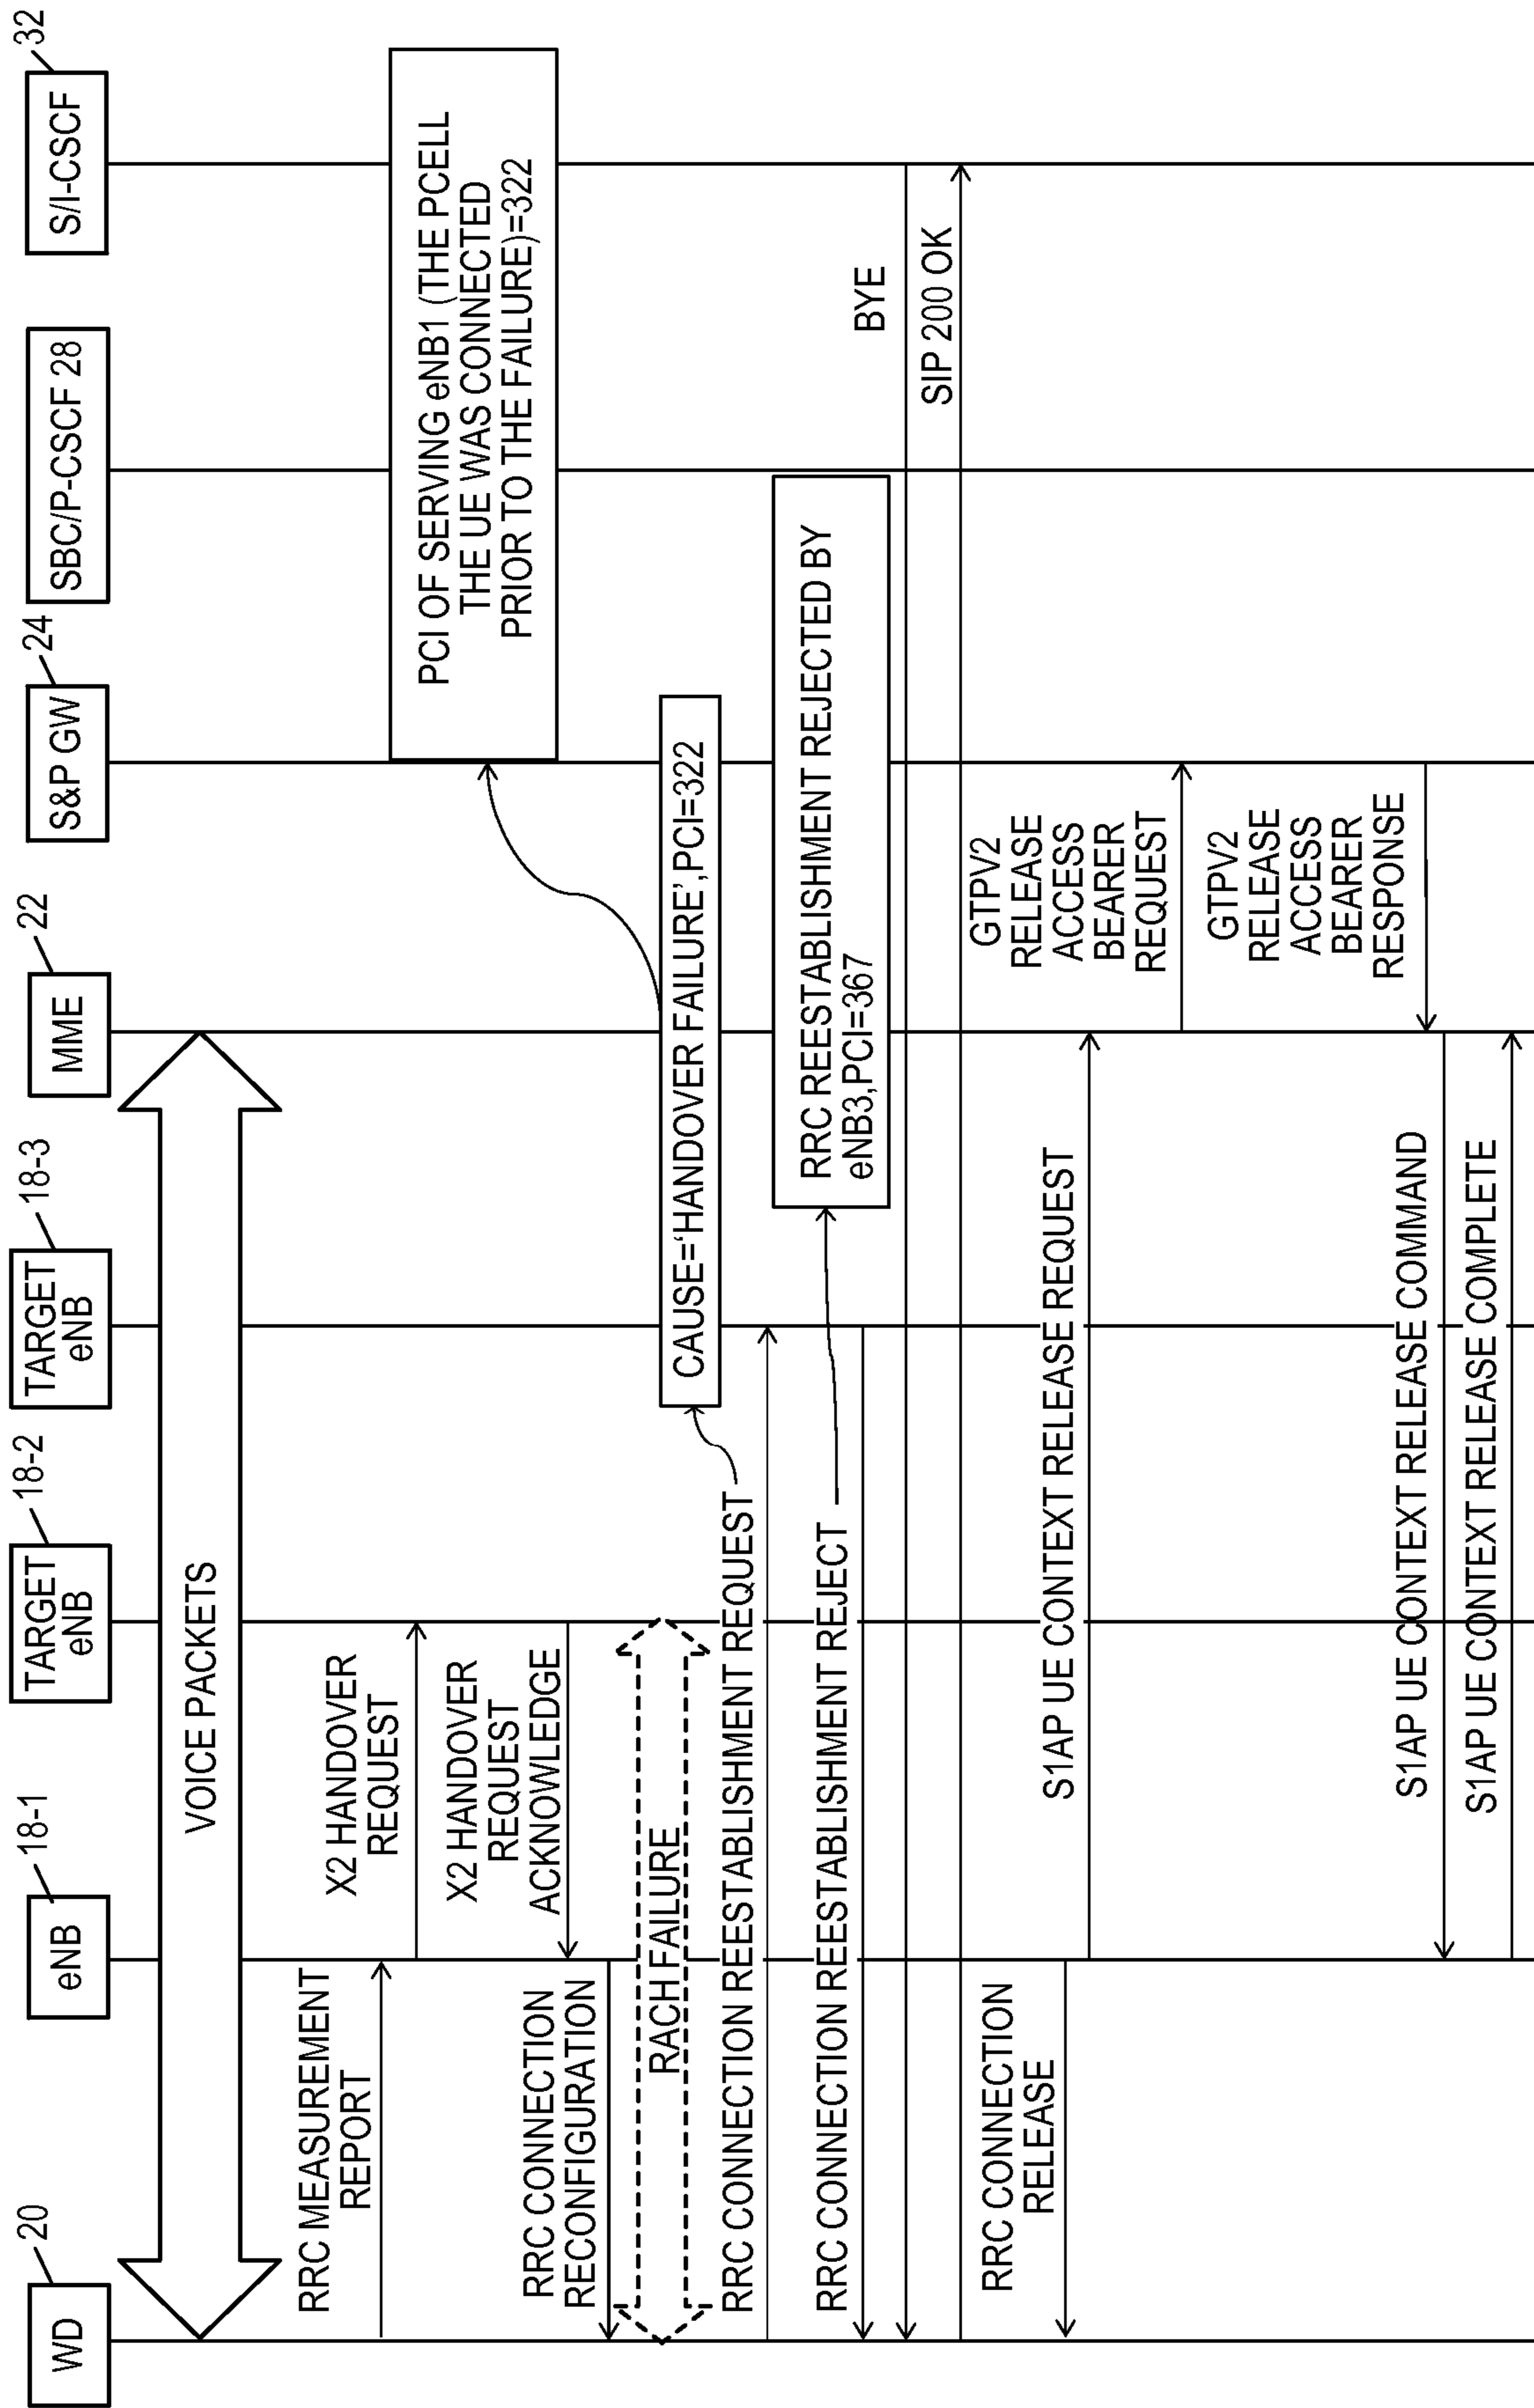 WD
20
eNB
18-1
TARGET
eNB
18-2
TARGET
eNB
18-3
MME
22
S&P GW
24
SBC/P-CSCF 28
S/I-CSCF
32
VOICE PACKETS
RRC MEASUREMENT
REPORT
X2 HANDOVER
REQUEST
X2 HANDOVER
REQUEST
ACKNOWLEDGE
PCI OF SERVING eNB1 (THE PCELL
THE UE WAS CONNECTED
PRIOR TO THE FAILURE)=322
RRC CONNECTION
RECONFIGURATION
RACH FAILURE
CAUSE=‘HANDOVER FAILURE’,PCI=322
RRC CONNECTION REESTABLISHMENT REQUEST
RRC REESTABLISHMENT REJECTED BY
eNB3,PCI=367
RRC CONNECTION REESTABLISHMENT REJECT
BYE
SIP 200 OK
RRC CONNECTION
RELEASE
S1AP UE CONTEXT RELEASE REQUEST
GTPV2
RELEASE
ACCESS
BEARER
REQUEST
GTPV2
RELEASE
ACCESS
BEARER
RESPONSE
S1AP UE CONTEXT RELEASE COMMAND
S1AP UE CONTEXT RELEASE COMPLETE